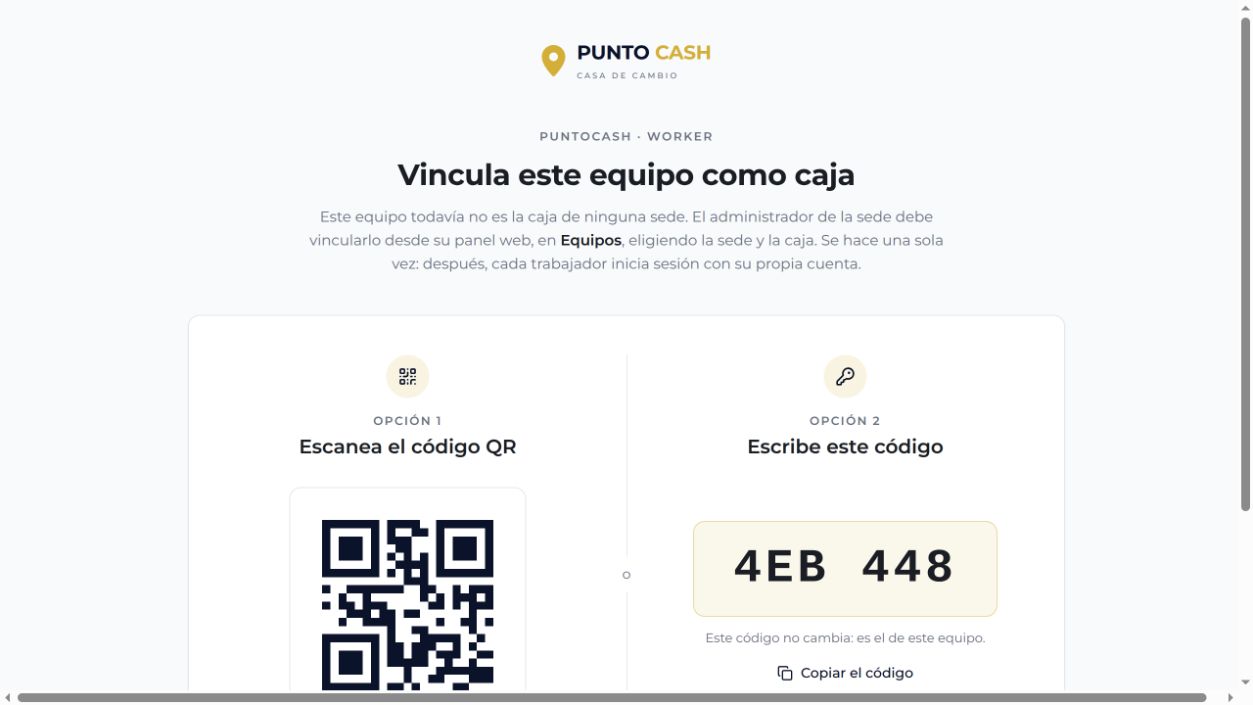 PUNTO CASH
CASA DE CAMBIO
PUNTOCASH · WORKER
Vincula este equipo como caja
Este equipo todavía no es la caja de ninguna sede. El administrador de la sede debe
vincularlo desde su panel web, en Equipos, eligiendo la sede y la caja. Se hace una sola
vez: después, cada trabajador inicia sesión con su propia cuenta.
OPCIÓN 1
Escanea el código QR
o
OPCIÓN 2
Escribe este código
4EB 448
Este código no cambia: es el de este equipo.
Copiar el código